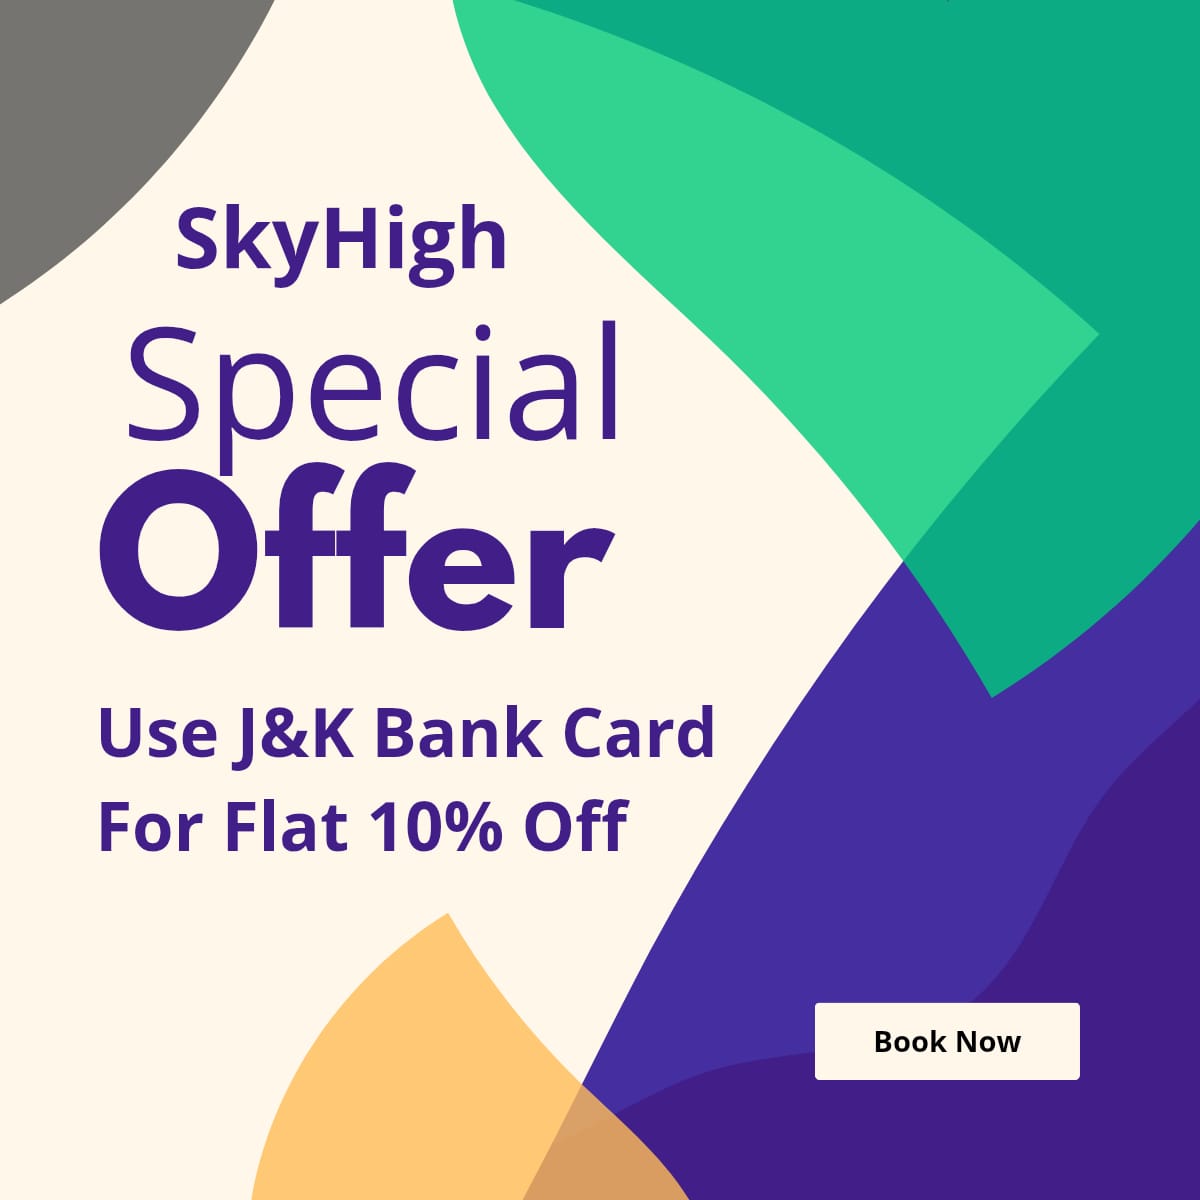 SkyHigh
Special
Offer
Use J&K Bank Card
For Flat 10% Off
Book Now